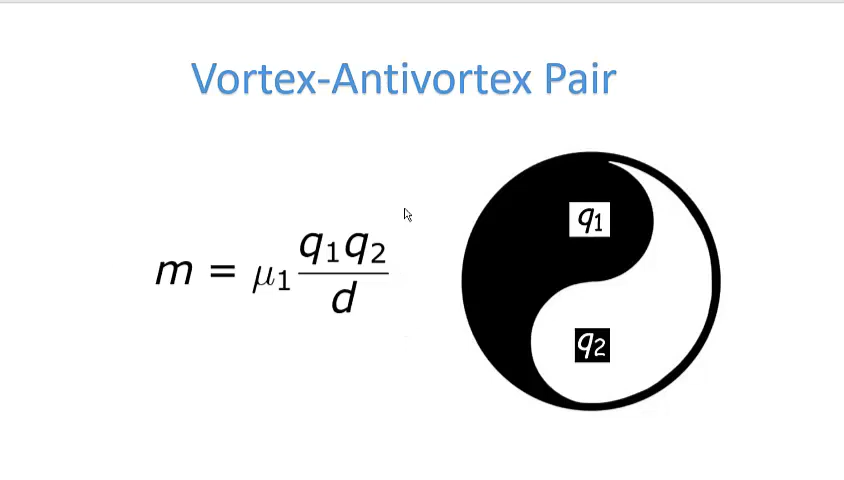 Vortex-Antivortex Pair
m = μ₁ q₁q₂/d
q₁
q₂